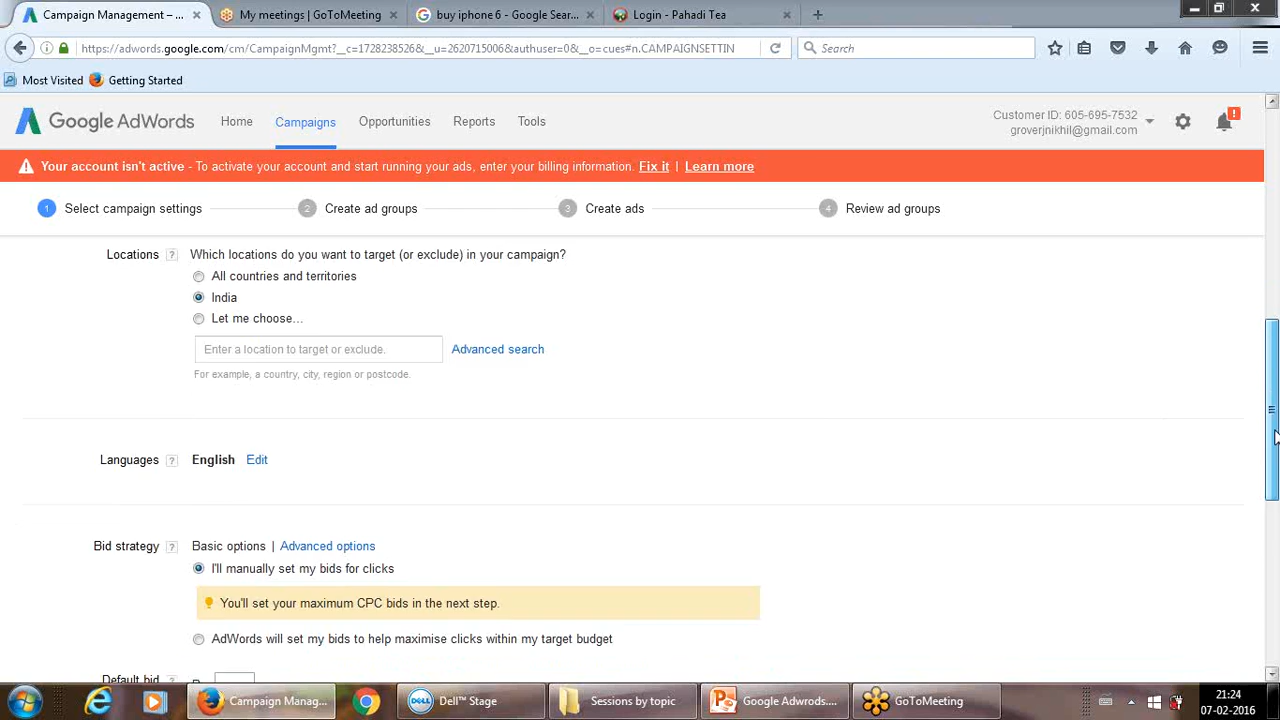 Campaign Management – ...
My meetings | GoToMeeting
buy iphone 6 - Google Sear...
Login - Pahadi Tea
https://adwords.google.com/cm/CampaignMgmt?__c=1728238526&__u=2620715006&authuser=0&__o=cues#n.CAMPAIGNSETTIN
Search
Most Visited
Getting Started
Google AdWords
Home
Campaigns
Opportunities
Reports
Tools
Customer ID: 605-695-7532
groverjnikhil@gmail.com
Your account isn't active - To activate your account and start running your ads, enter your billing information. Fix it | Learn more
1 Select campaign settings
2 Create ad groups
3 Create ads
4 Review ad groups
Locations ? Which locations do you want to target (or exclude) in your campaign?
All countries and territories
India
Let me choose...
Enter a location to target or exclude. Advanced search
For example, a country, city, region or postcode.
Languages ? English Edit
Bid strategy ? Basic options | Advanced options
I'll manually set my bids for clicks
You'll set your maximum CPC bids in the next step.
AdWords will set my bids to help maximise clicks within my target budget
Default bid ?
Campaign Manag...
Dell™ Stage
Sessions by topic
Google Adwrods....
GoToMeeting
21:24
07-02-2016